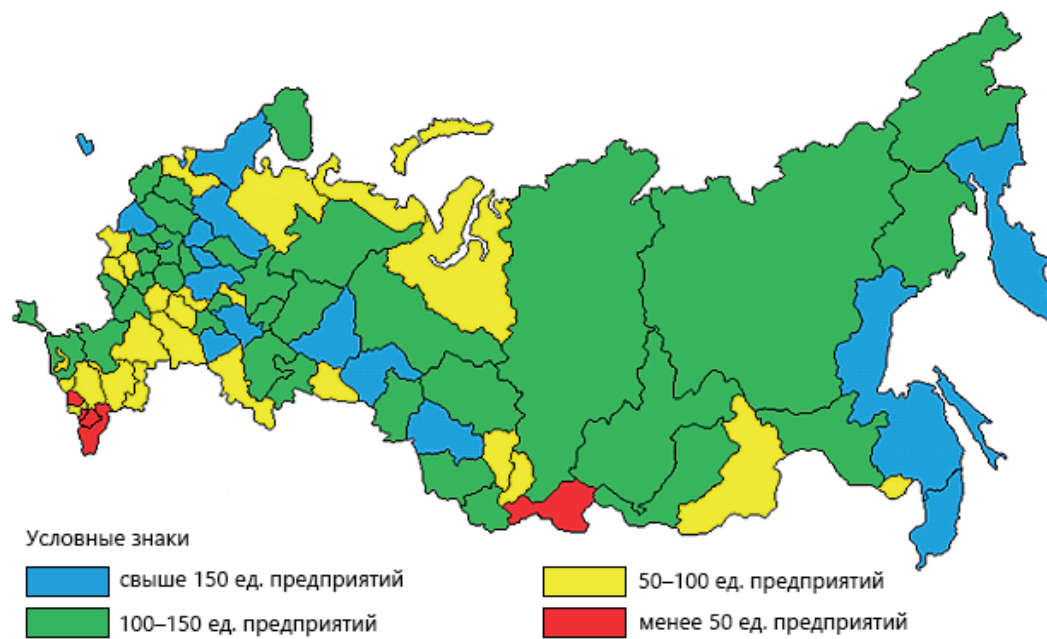 Условные знаки
свыше 150 ед. предприятий
50–100 ед. предприятий
100–150 ед. предприятий
менее 50 ед. предприятий